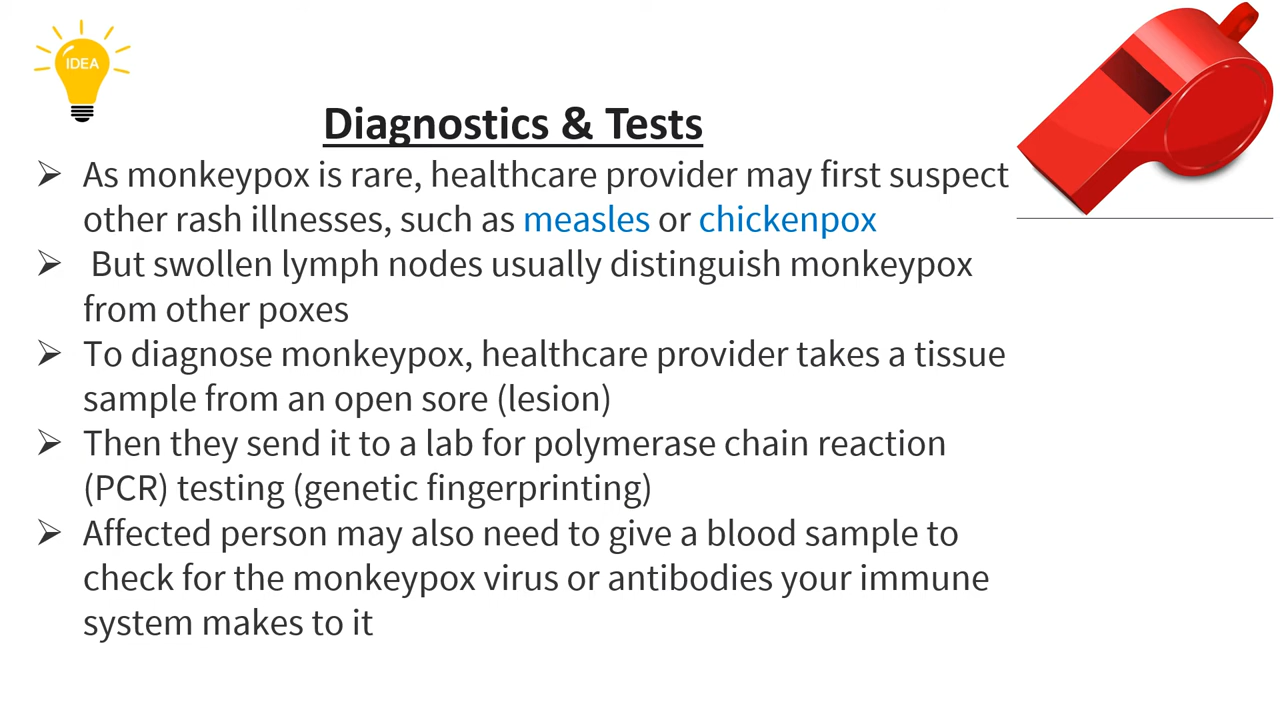 IDEA
Diagnostics & Tests
➢ As monkeypox is rare, healthcare provider may first suspect
other rash illnesses, such as measles or chickenpox
➢ But swollen lymph nodes usually distinguish monkeypox
from other poxes
➢ To diagnose monkeypox, healthcare provider takes a tissue
sample from an open sore (lesion)
➢ Then they send it to a lab for polymerase chain reaction
(PCR) testing (genetic fingerprinting)
➢ Affected person may also need to give a blood sample to
check for the monkeypox virus or antibodies your immune
system makes to it